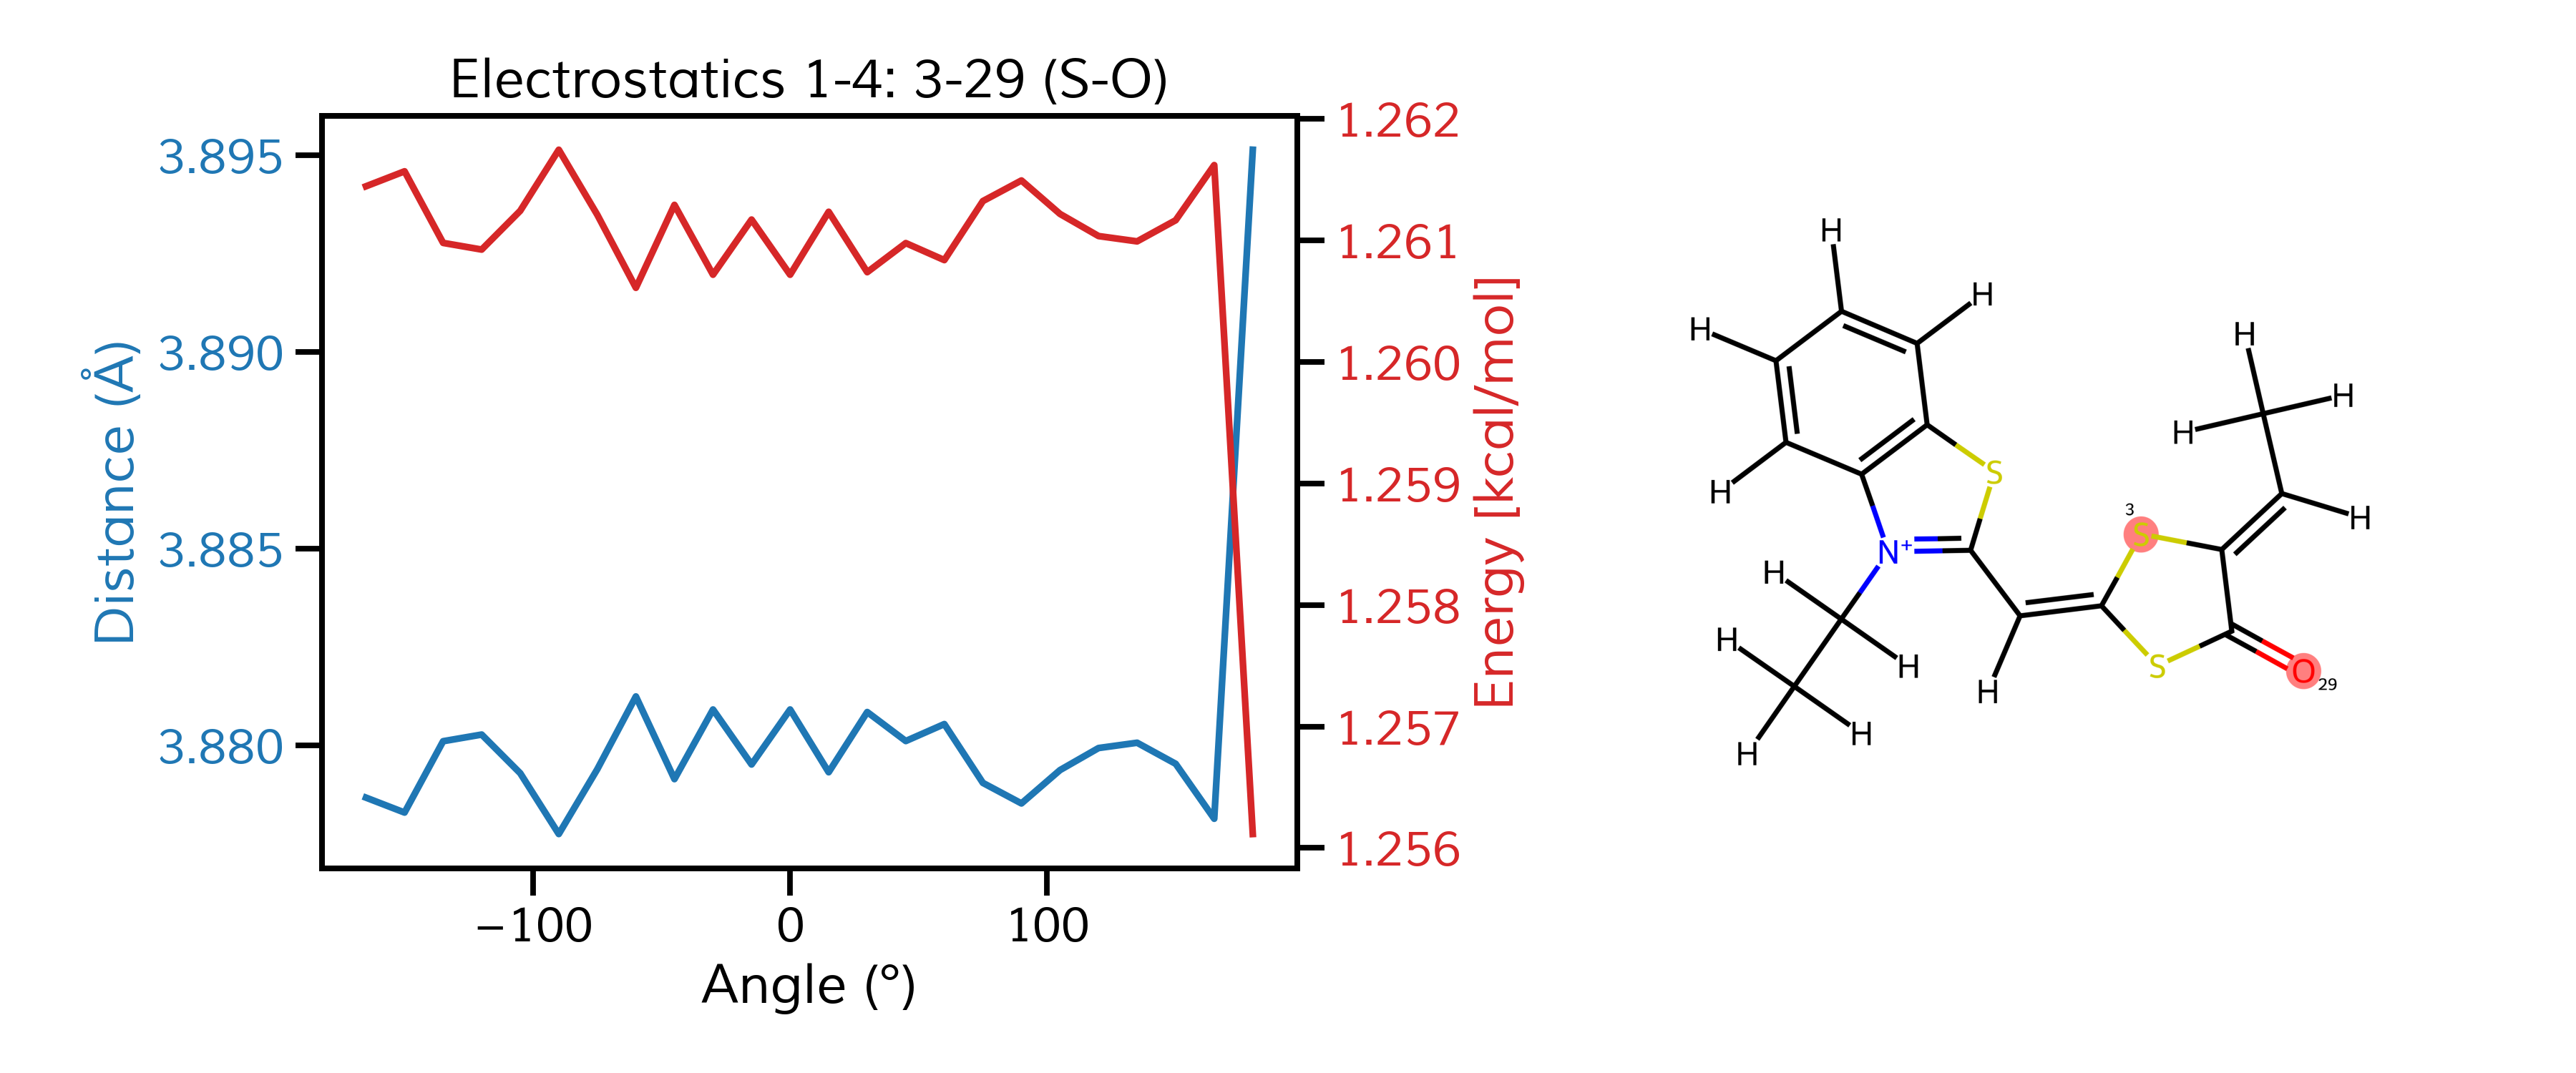 Electrostatics 1-4: 3-29 (S-O)
3.895
3.890
3.885
3.880
Distance (Å)
1.262
1.261
1.260
1.259
1.258
1.257
1.256
Energy [kcal/mol]
−100 0 100
Angle (°)
H
H
H
H
H
H
H
S
H
3
S
H
N+
H
H
H
S
O
29
H
H
H
H